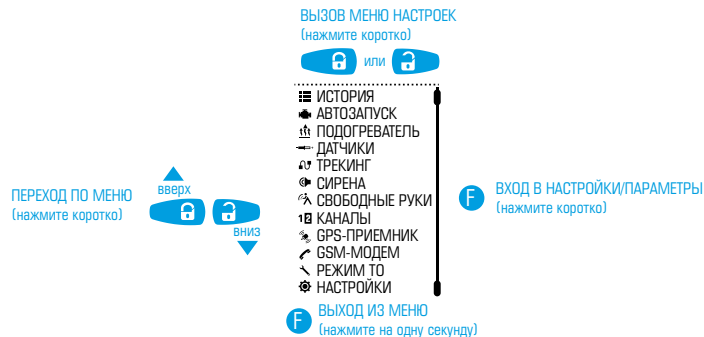 ВЫЗОВ МЕНЮ НАСТРОЕК
(нажмите коротко)
или
ИСТОРИЯ
АВТОЗАПУСК
ПОДОГРЕВАТЕЛЬ
ДАТЧИКИ
ТРЕКИНГ
СИРЕНА
СВОБОДНЫЕ РУКИ
12 КАНАЛЫ
GPS-ПРИЕМНИК
GSM-МОДЕМ
РЕЖИМ ТО
НАСТРОЙКИ
ПЕРЕХОД ПО МЕНЮ
(нажмите коротко)
вверх
вниз
F ВХОД В НАСТРОЙКИ/ПАРАМЕТРЫ
(нажмите коротко)
F ВЫХОД ИЗ МЕНЮ
(нажмите на одну секунду)